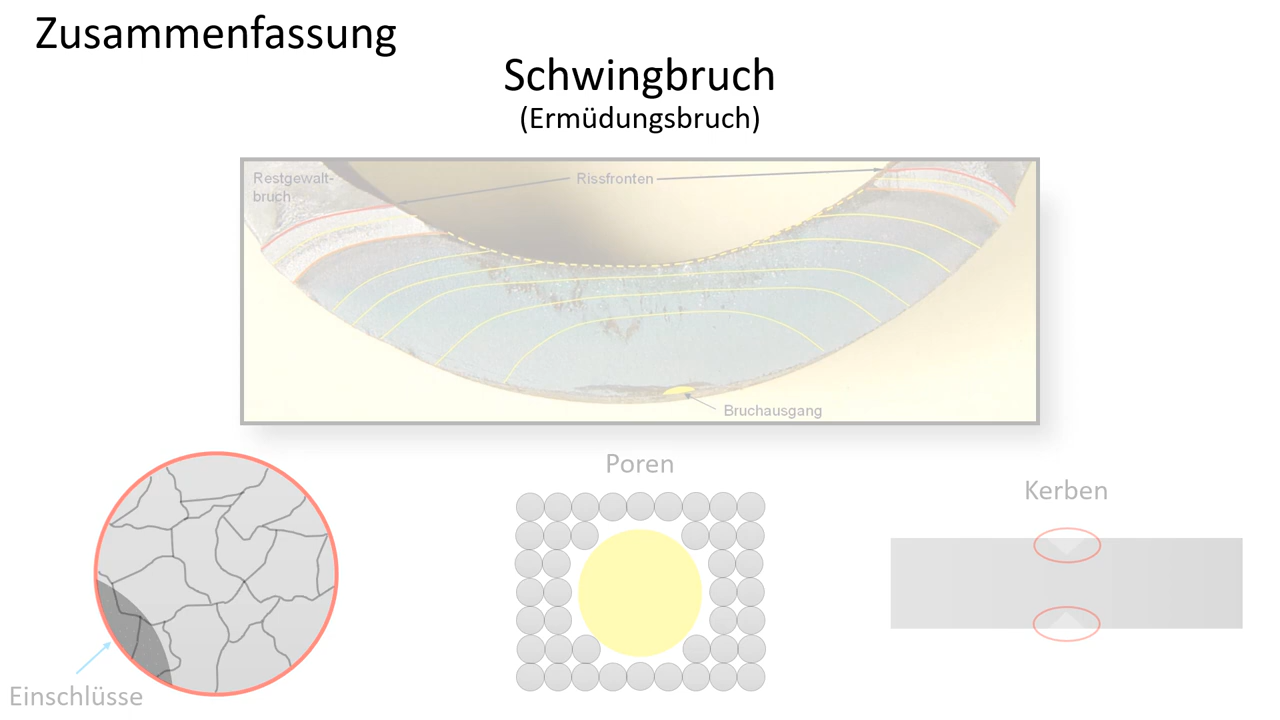 Zusammenfassung
Schwingbruch
(Ermüdungsbruch)
Restgewalt-
bruch
Rissfronten
Bruchausgang
Poren
Kerben
Einschlüsse